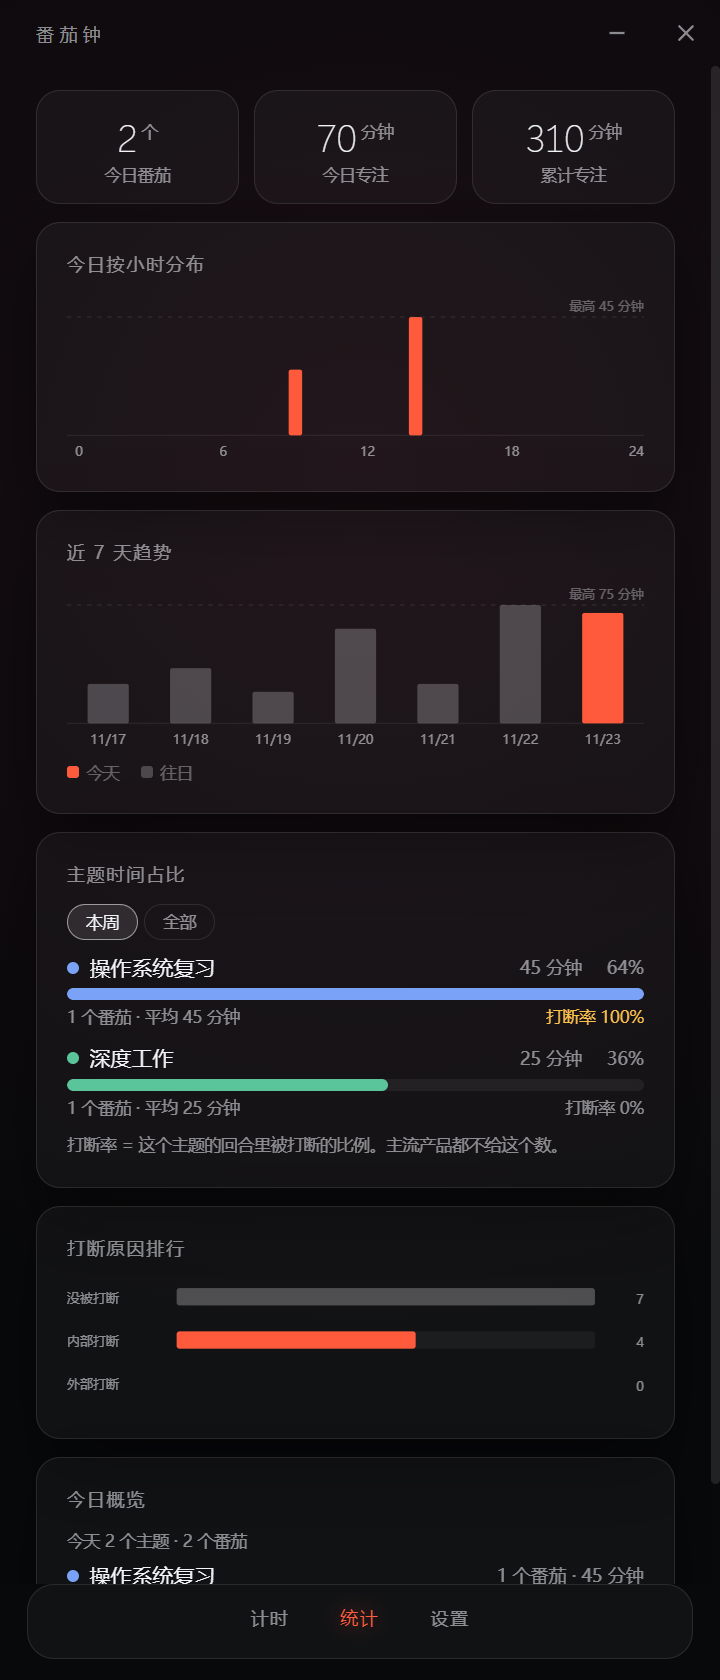 番茄钟
2 个
今日番茄
70 分钟
今日专注
310 分钟
累计专注
今日按小时分布
最高 45 分钟
0 6 12 18 24
近 7 天趋势
最高 75 分钟
11/17 11/18 11/19 11/20 11/21 11/22 11/23
今天 往日
主题时间占比
本周 全部
操作系统复习 45 分钟 64%
1 个番茄 · 平均 45 分钟 打断率 100%
深度工作 25 分钟 36%
1 个番茄 · 平均 25 分钟 打断率 0%
打断率 = 这个主题的回合里被打断的比例。主流产品都不给这个数。
打断原因排行
没被打断 7
内部打断 4
外部打断 0
今日概览
今天 2 个主题 · 2 个番茄
操作系统复习 1 个番茄 · 45 分钟
计时 统计 设置